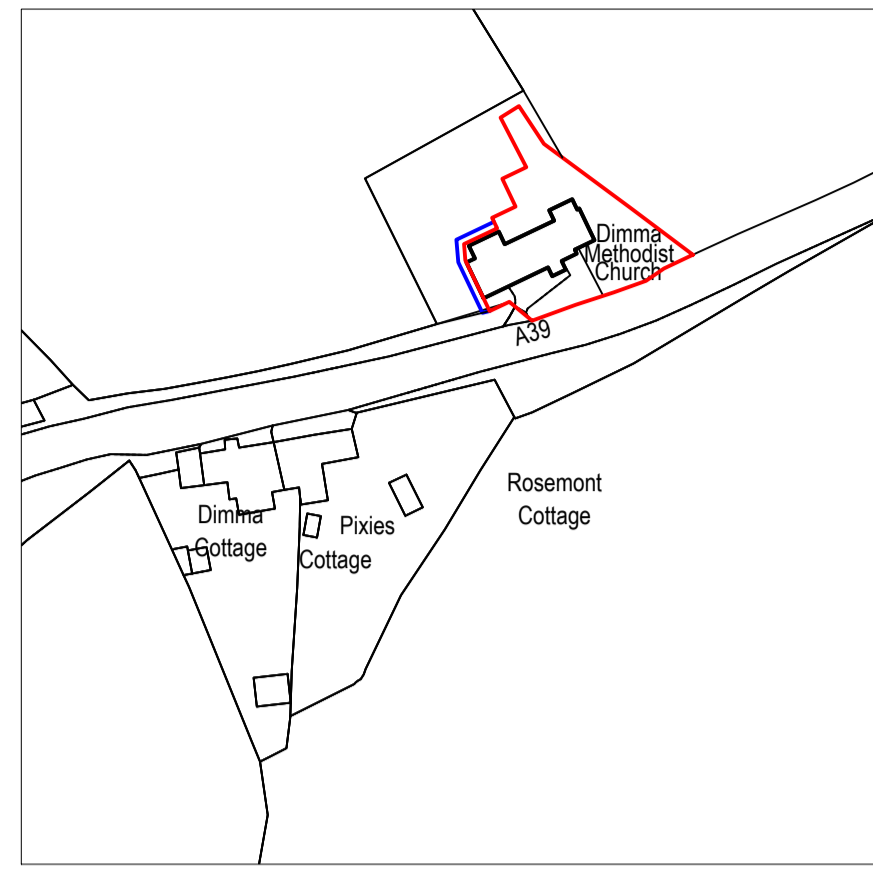 Dimma
Methodist
Church
A39
Rosemont
Cottage
Dimma
Cottage
Pixies
Cottage